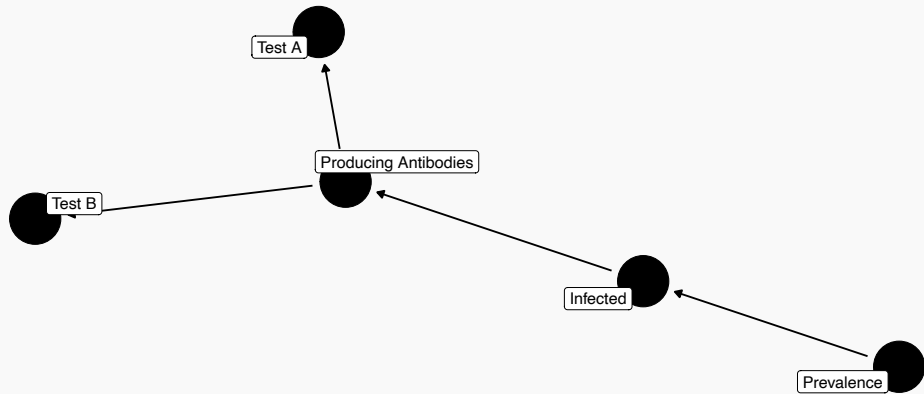 Test A
Producing Antibodies
Test B
Infected
Prevalence